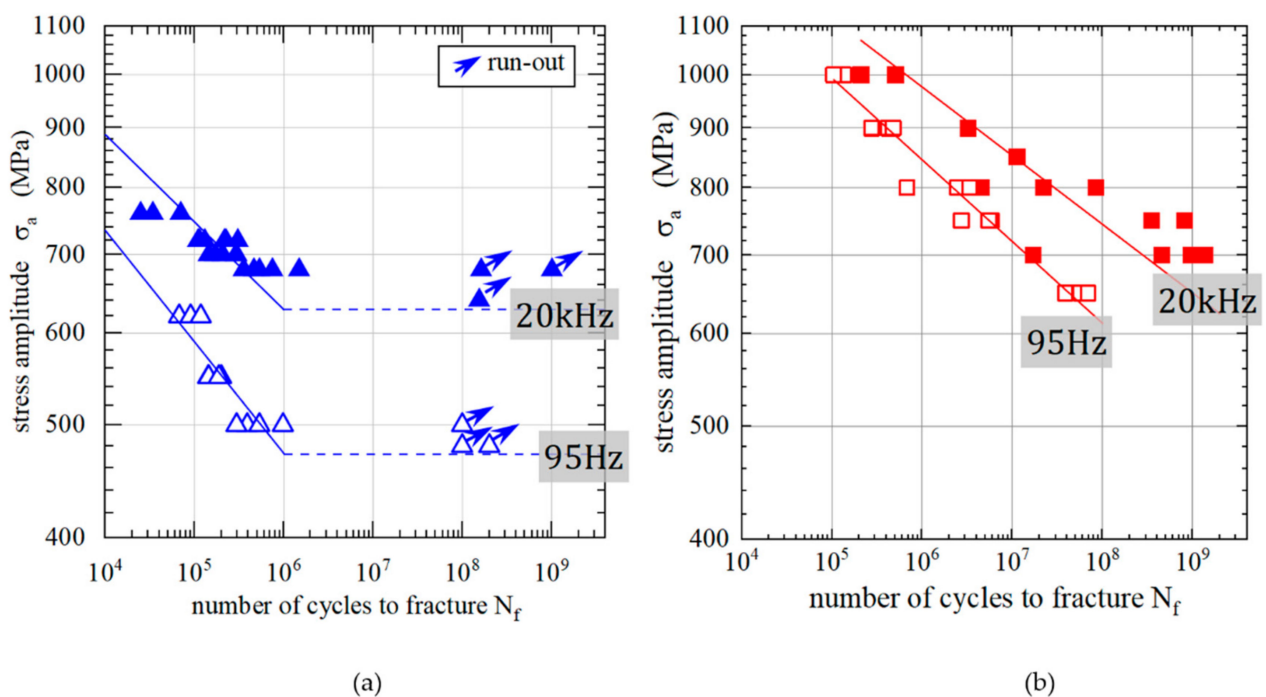 1100
1000
900
800
700
600
500
400
stress amplitude σa (MPa)
run-out
20kHz
95Hz
10^4 10^5 10^6 10^7 10^8 10^9
number of cycles to fracture Nf
(a)
1100
1000
900
800
700
600
500
400
stress amplitude σa (MPa)
20kHz
95Hz
10^4 10^5 10^6 10^7 10^8 10^9
number of cycles to fracture Nf
(b)